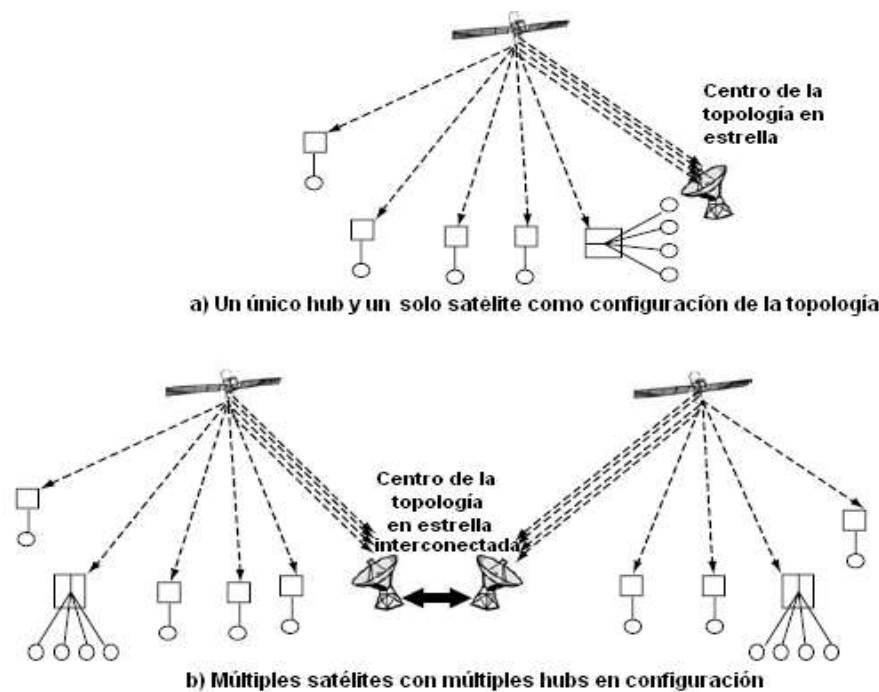 Centro de la
topología en
estrella
a) Un único hub y un solo satélite como configuración de la topología
Centro de la
topología
en estrella
interconectada
b) Múltiples satélites con múltiples hubs en configuración